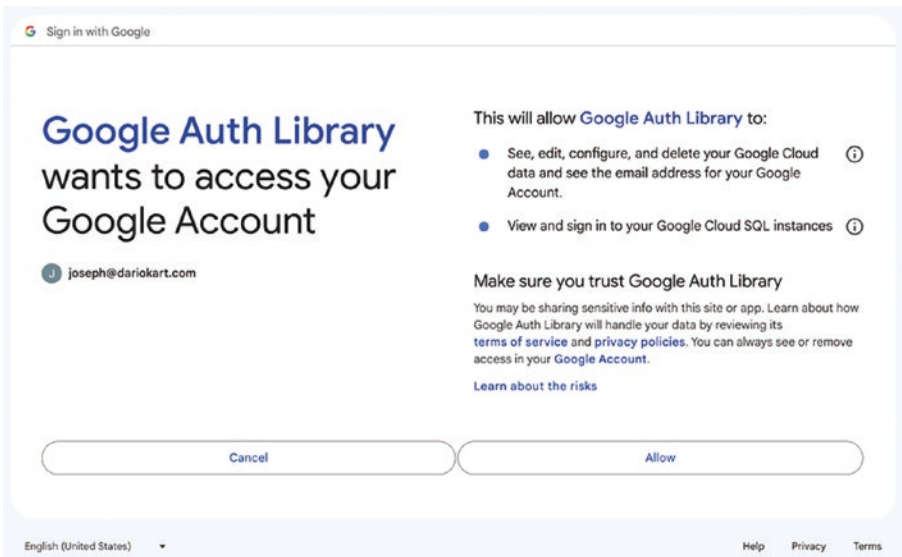 Sign in with Google
Google Auth Library
wants to access your
Google Account
J joseph@dariokart.com
This will allow Google Auth Library to:
See, edit, configure, and delete your Google Cloud
data and see the email address for your Google
Account.
View and sign in to your Google Cloud SQL instances
Make sure you trust Google Auth Library
You may be sharing sensitive info with this site or app. Learn about how
Google Auth Library will handle your data by reviewing its
terms of service and privacy policies. You can always see or remove
access in your Google Account.
Learn about the risks
Cancel
Allow
English (United States)
Help Privacy Terms